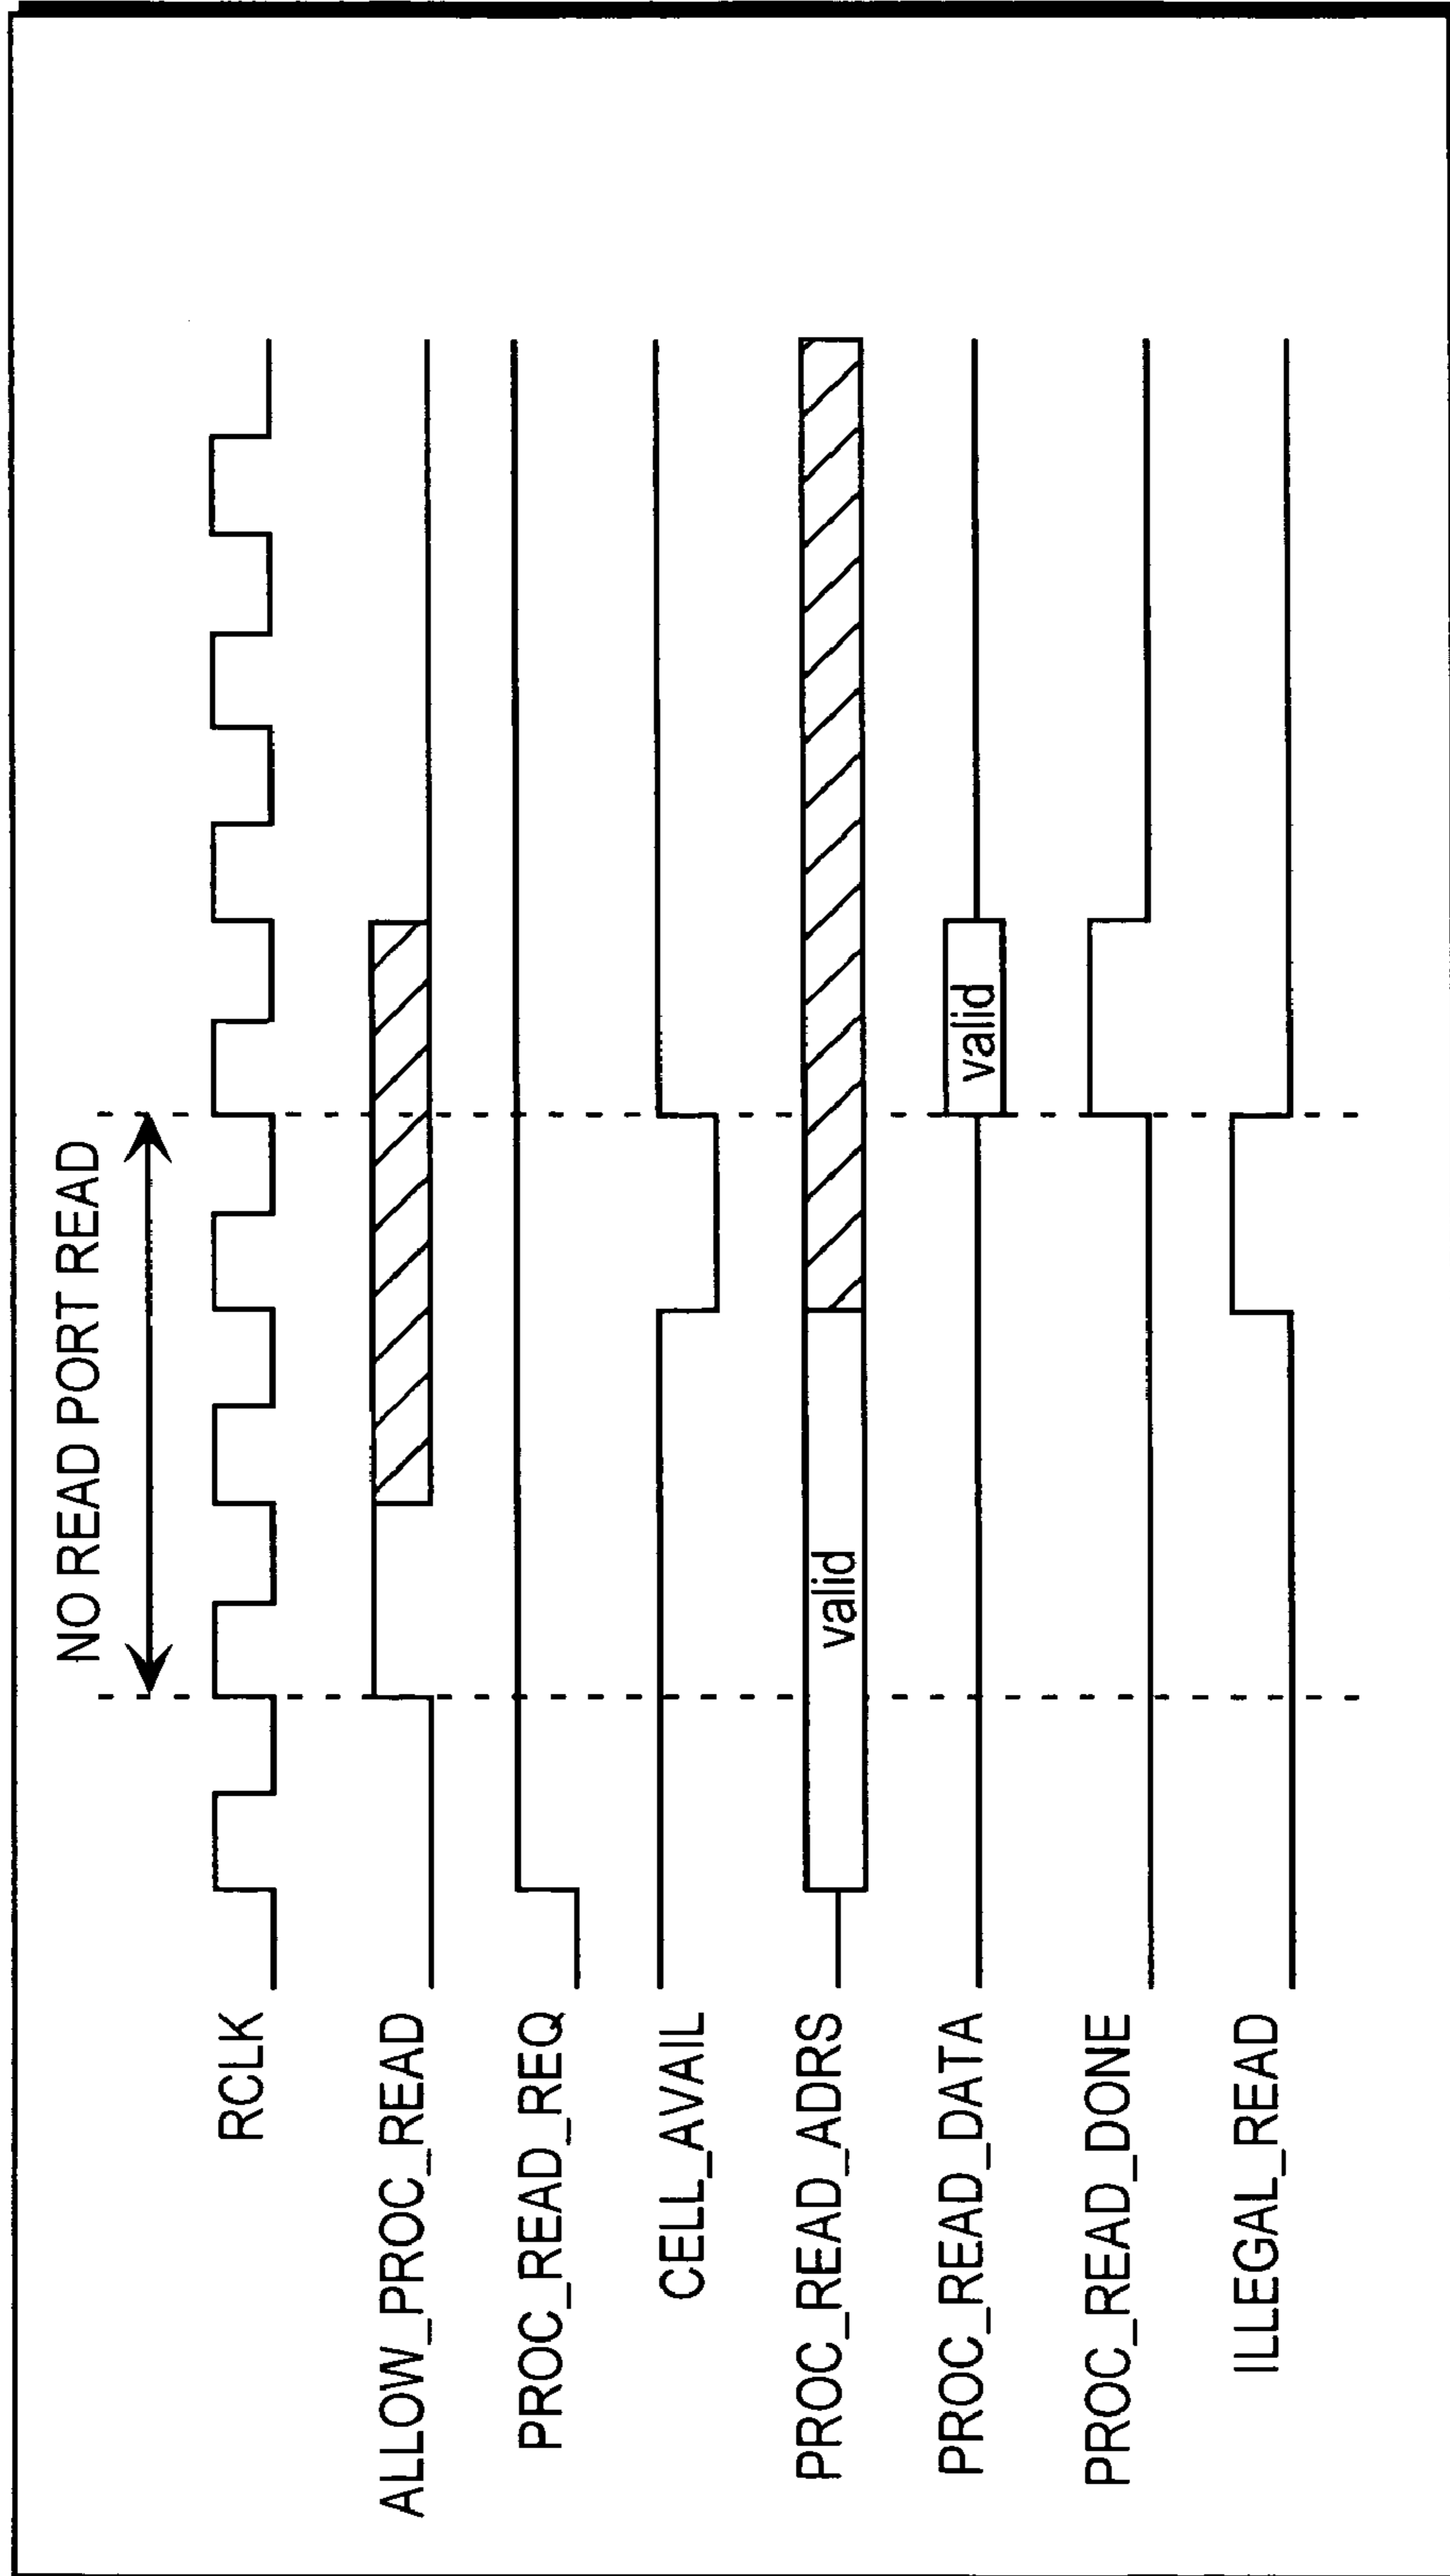 NO READ PORT READ
RCLK
ALLOW_PROC_READ
PROC_READ_REQ
CELL_AVAIL
PROC_READ_ADRS
valid
PROC_READ_DATA
valid
PROC_READ_DONE
ILLEGAL_READ